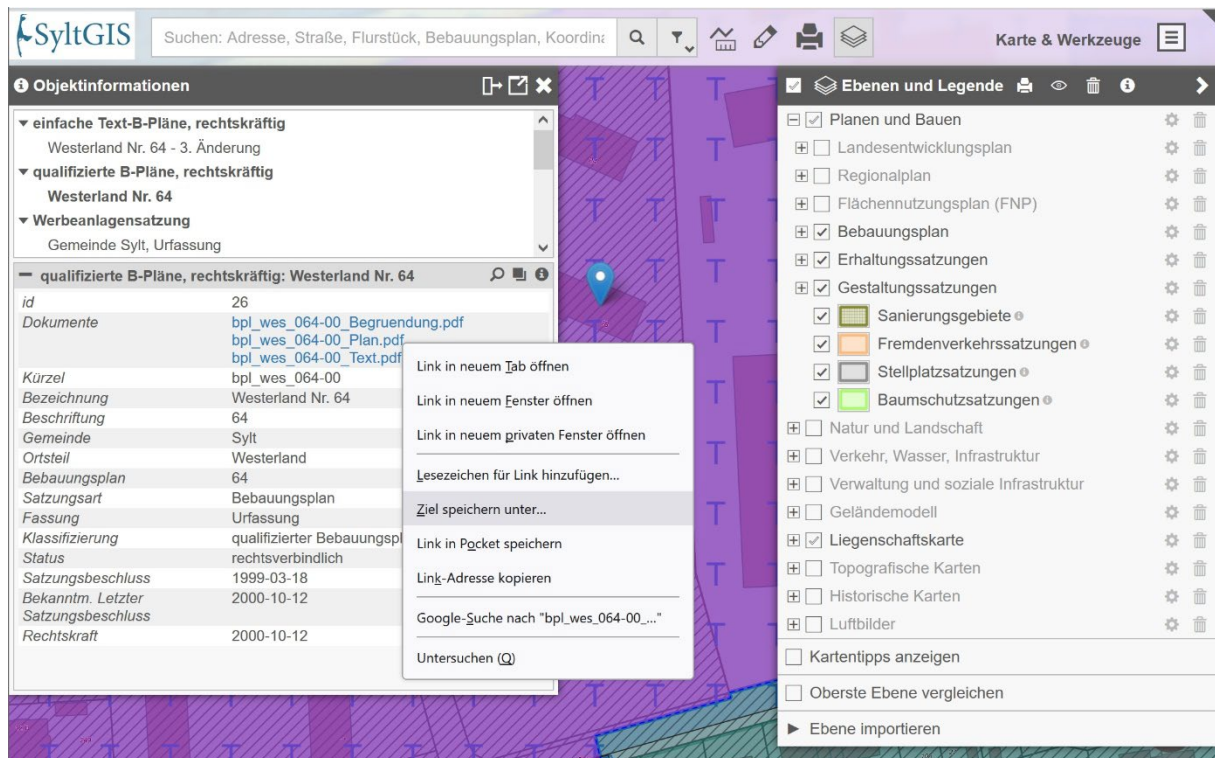 SyltGIS
Suchen: Adresse, Straße, Flurstück, Bebauungsplan, Koordina
Karte & Werkzeuge
Objektinformationen
einfache Text-B-Pläne, rechtskräftig
Westerland Nr. 64 - 3. Änderung
qualifizierte B-Pläne, rechtskräftig
Westerland Nr. 64
Werbeanlagensatzung
Gemeinde Sylt, Urfassung
qualifizierte B-Pläne, rechtskräftig: Westerland Nr. 64
id 26
Dokumente bpl_wes_064-00_Begruendung.pdf
bpl_wes_064-00_Plan.pdf
bpl_wes_064-00_Text.pdf
Kürzel bpl_wes_064-00
Bezeichnung Westerland Nr. 64
Beschriftung 64
Gemeinde Sylt
Ortsteil Westerland
Bebauungsplan 64
Satzungsart Bebauungsplan
Fassung Urfassung
Klassifizierung qualifizierter Bebauungspl
Status rechtsverbindlich
Satzungsbeschluss 1999-03-18
Bekanntm. Letzter 2000-10-12
Satzungsbeschluss
Rechtskraft 2000-10-12
Link in neuem Tab öffnen
Link in neuem Fenster öffnen
Link in neuem privaten Fenster öffnen
Lesezeichen für Link hinzufügen...
Ziel speichern unter...
Link in Pocket speichern
Link-Adresse kopieren
Google-Suche nach "bpl_wes_064-00_..."
Untersuchen (Q)
Ebenen und Legende
Planen und Bauen
Landesentwicklungsplan
Regionalplan
Flächennutzungsplan (FNP)
Bebauungsplan
Erhaltungssatzungen
Gestaltungssatzungen
Sanierungsgebiete
Fremdenverkehrssatzungen
Stellplatzsatzungen
Baumschutzsatzungen
Natur und Landschaft
Verkehr, Wasser, Infrastruktur
Verwaltung und soziale Infrastruktur
Geländemodell
Liegenschaftskarte
Topografische Karten
Historische Karten
Luftbilder
Kartentipps anzeigen
Oberste Ebene vergleichen
Ebene importieren